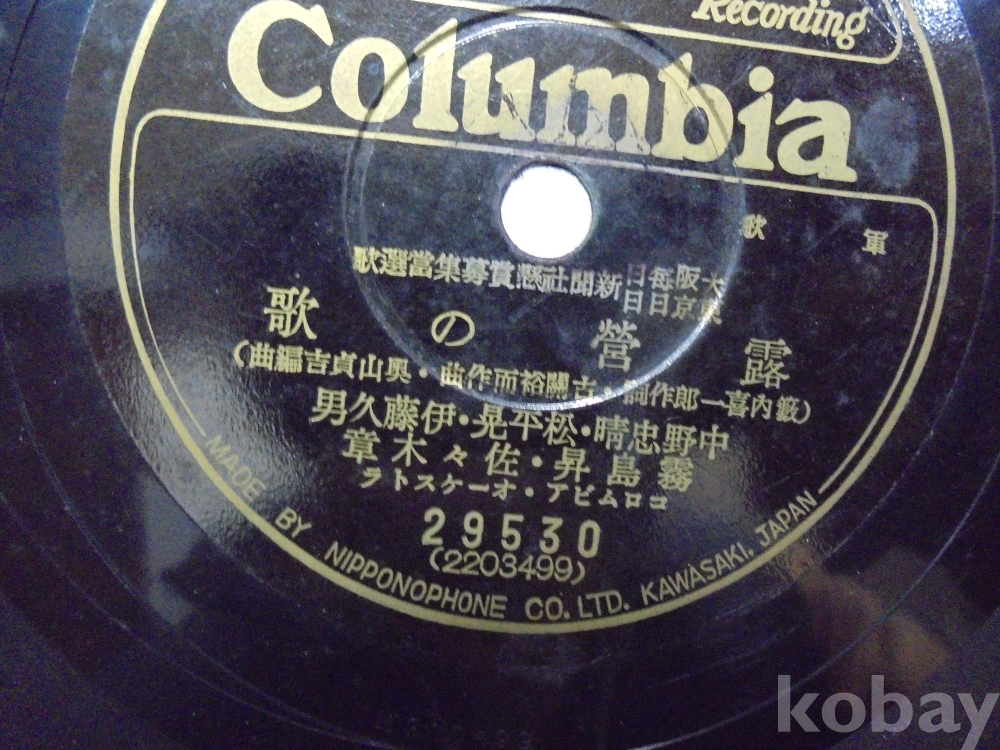 Recording
Columbia
軍歌
大阪毎日
東京日日
新聞社懸賞募集當選歌
露營の歌
(籔内喜一郎作詞・古關裕而作曲・奥山貞吉編曲)
中野忠晴・松平晃・伊藤久男
霧島昇・佐々木章
コロムビア・オーケストラ
29530
(2203499)
MADE BY NIPPONOPHONE CO. LTD. KAWASAKI, JAPAN
kobay